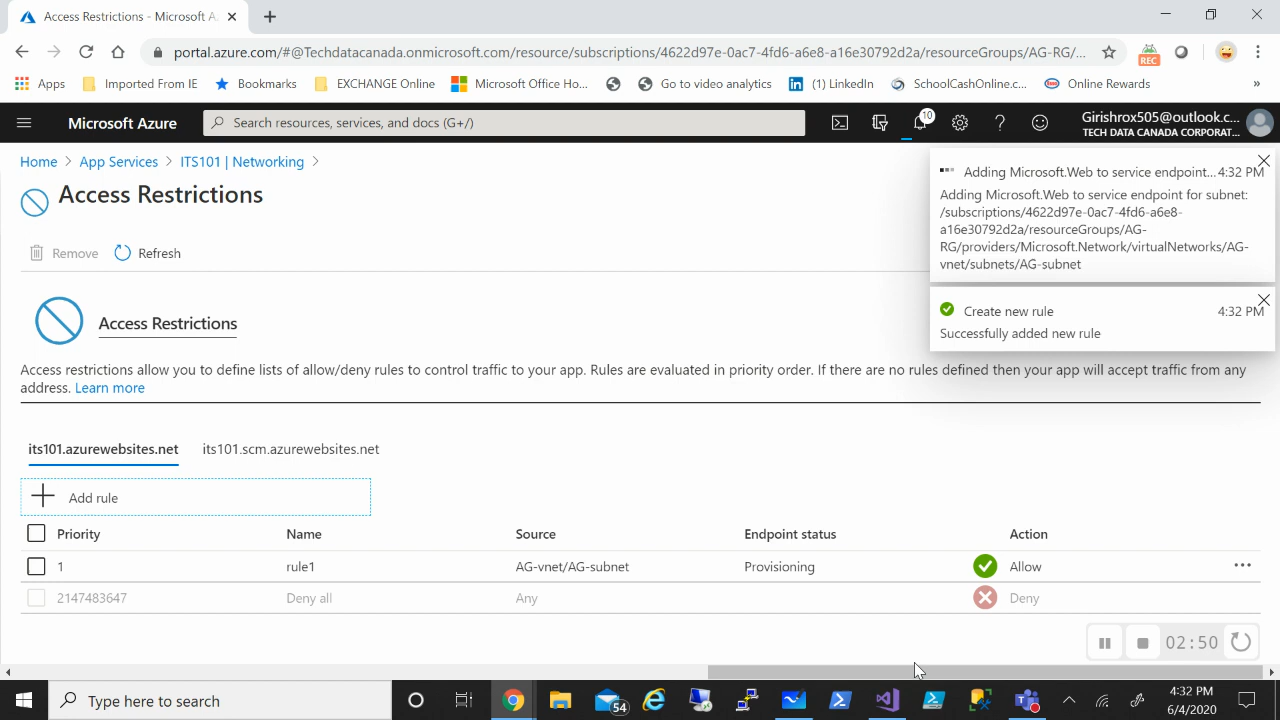 Access Restrictions - Microsoft A
portal.azure.com/#@Techdatacanada.onmicrosoft.com/resource/subscriptions/4622d97e-0ac7-4fd6-a6e8-a16e30792d2a/resourceGroups/AG-RG/...
REC
Apps Imported From IE Bookmarks EXCHANGE Online Microsoft Office Ho... Go to video analytics (1) LinkedIn SchoolCashOnline.c... Online Rewards »
Microsoft Azure
Search resources, services, and docs (G+/)
10
Girishrox505@outlook.c...
TECH DATA CANADA CORPORAT...
Home > App Services > ITS101 | Networking >
Access Restrictions
Remove Refresh
Adding Microsoft.Web to service endpoint... 4:32 PM
Adding Microsoft.Web to service endpoint for subnet:
/subscriptions/4622d97e-0ac7-4fd6-a6e8-
a16e30792d2a/resourceGroups/AG-
RG/providers/Microsoft.Network/virtualNetworks/AG-
vnet/subnets/AG-subnet
Create new rule 4:32 PM
Successfully added new rule
Access Restrictions
Access restrictions allow you to define lists of allow/deny rules to control traffic to your app. Rules are evaluated in priority order. If there are no rules defined then your app will accept traffic from any
address. Learn more
its101.azurewebsites.net its101.scm.azurewebsites.net
Add rule
Priority Name Source Endpoint status Action
1 rule1 AG-vnet/AG-subnet Provisioning Allow ...
2147483647 Deny all Any Deny
02:50
Type here to search
54
4:32 PM
6/4/2020